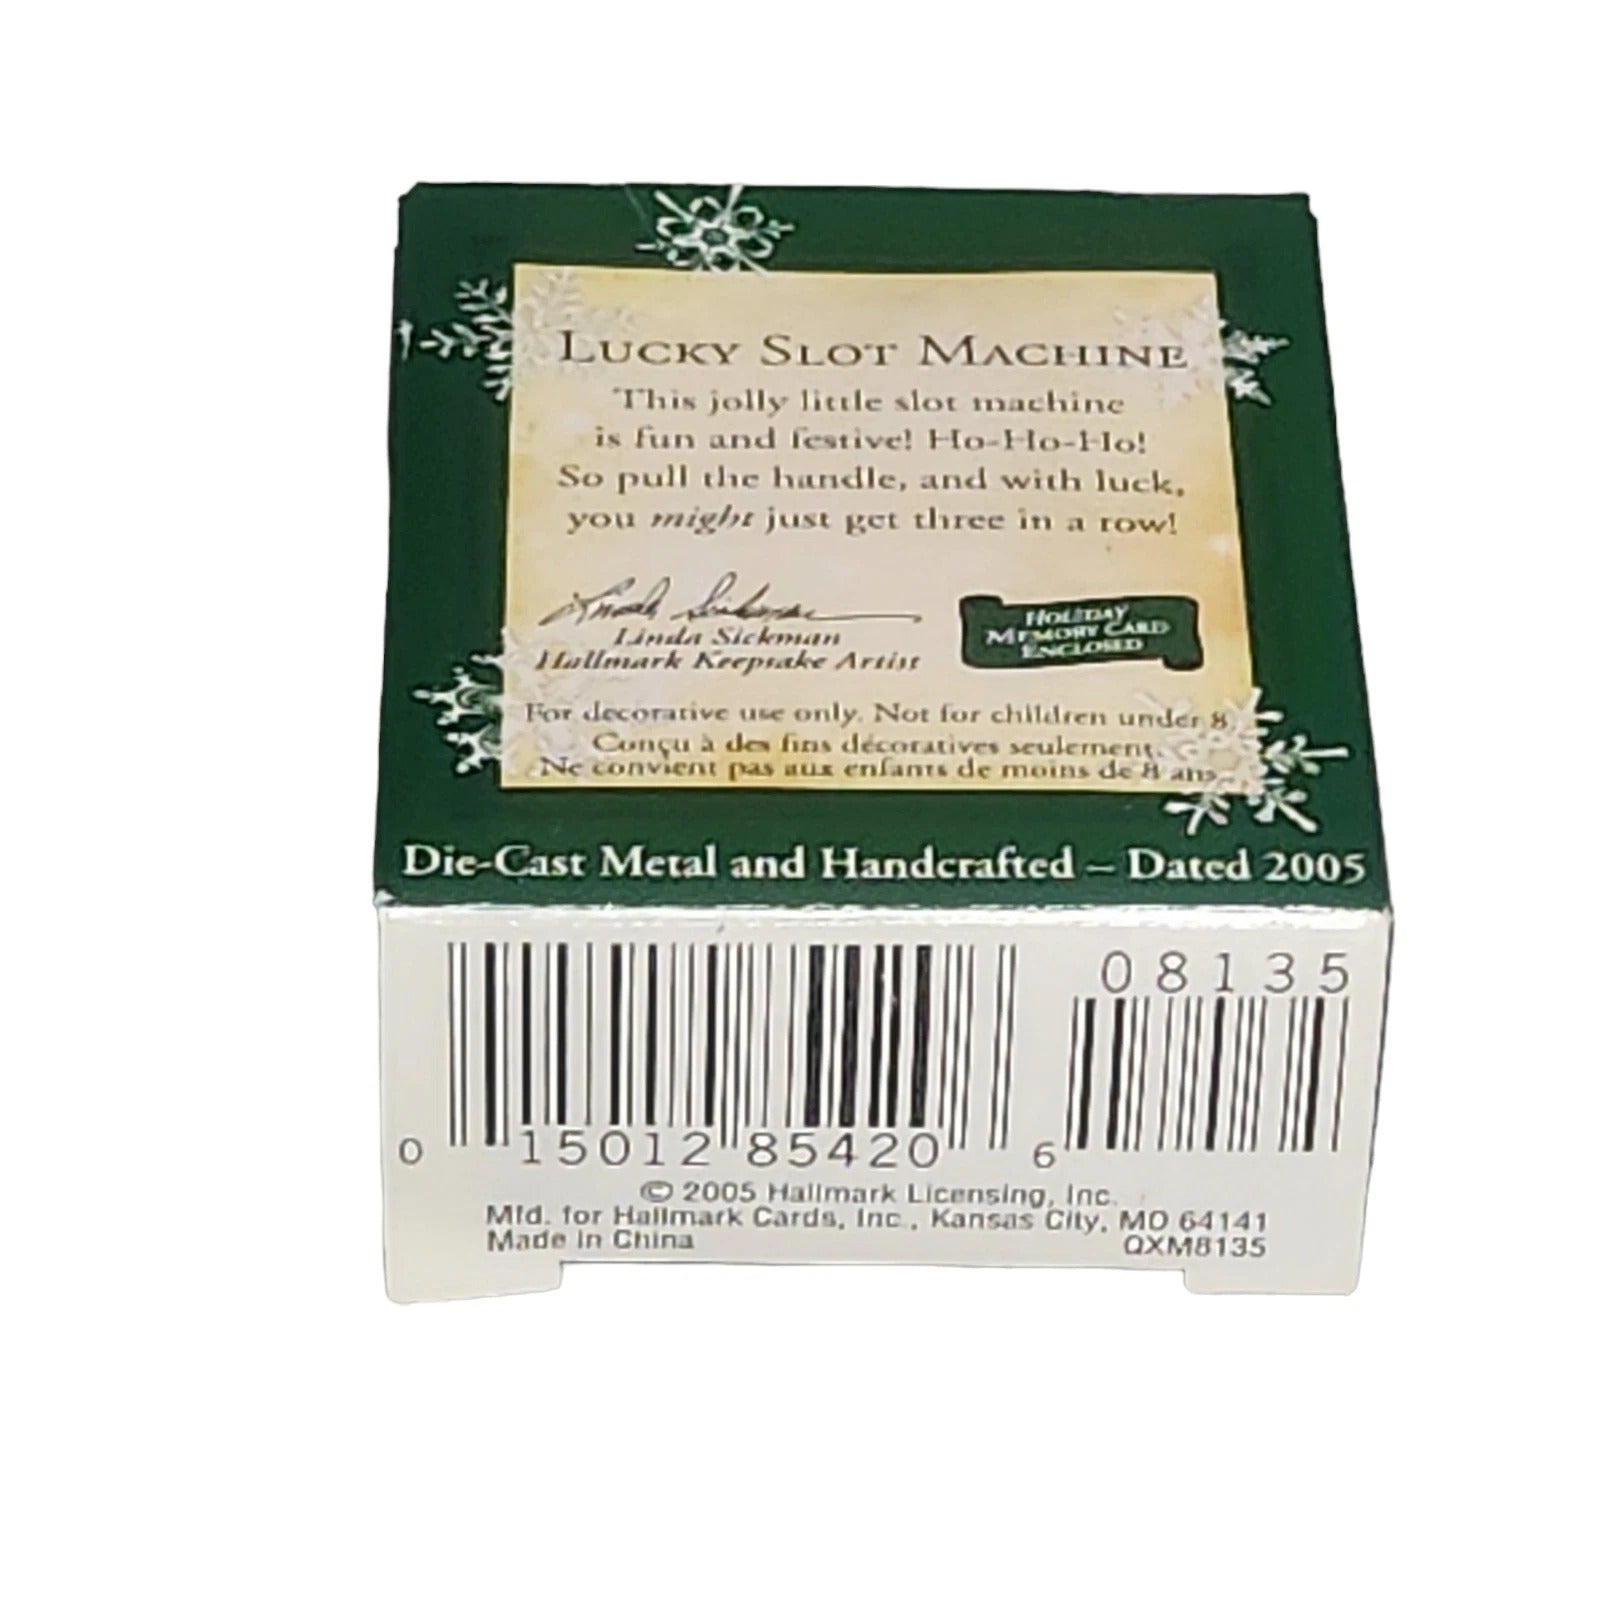 LUCKY SLOT MACHINE
This jolly little slot machine
is fun and festive! Ho-Ho-Ho!
So pull the handle, and with luck,
you might just get three in a row!
Linda Sickman
Linda Sickman
Hallmark Keepsake Artist
HOLIDAY
MEMORY CARD
ENCLOSED
For decorative use only. Not for children under 8.
Conçu à des fins décoratives seulement.
Ne convient pas aux enfants de moins de 8 ans.
Die-Cast Metal and Handcrafted – Dated 2005
08135
0 15012 85420 6
© 2005 Hallmark Licensing, Inc.
Mfd. for Hallmark Cards, Inc., Kansas City, MO 64141
Made in China QXM8135